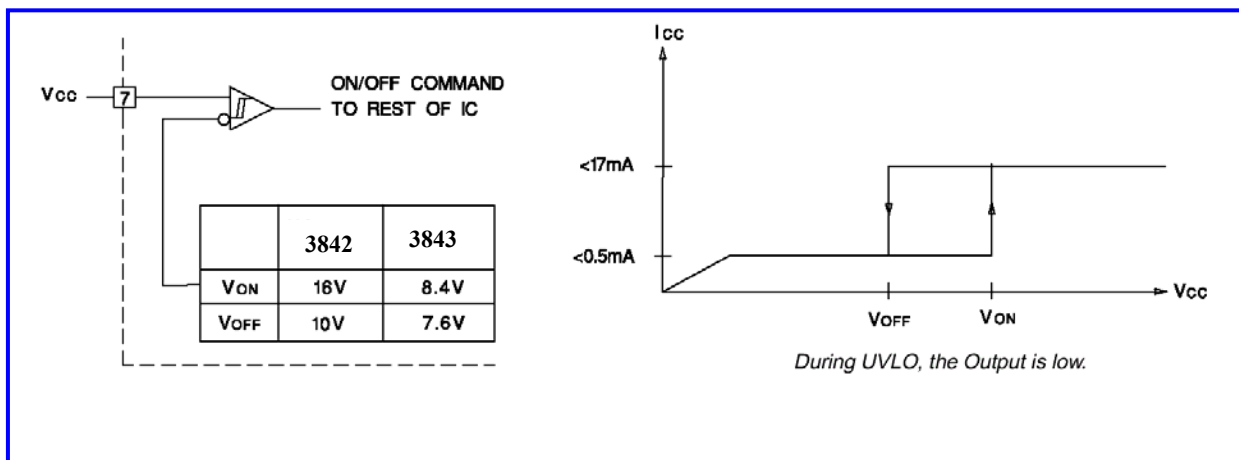 Vcc
7
ON/OFF COMMAND
TO REST OF IC
3842 3843
VON 16V 8.4V
VOFF 10V 7.6V
ICC
<17mA
<0.5mA
VOFF VON
Vcc
During UVLO, the Output is low.